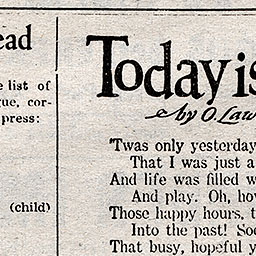 ead
e list of
ue, cor-
press:
(child)
Today is
by O. Law
'Twas only yesterday
That I was just a
And life was filled w
And play. Oh, how
Those happy hours, t
Into the past! Soo
That busy, hopeful y